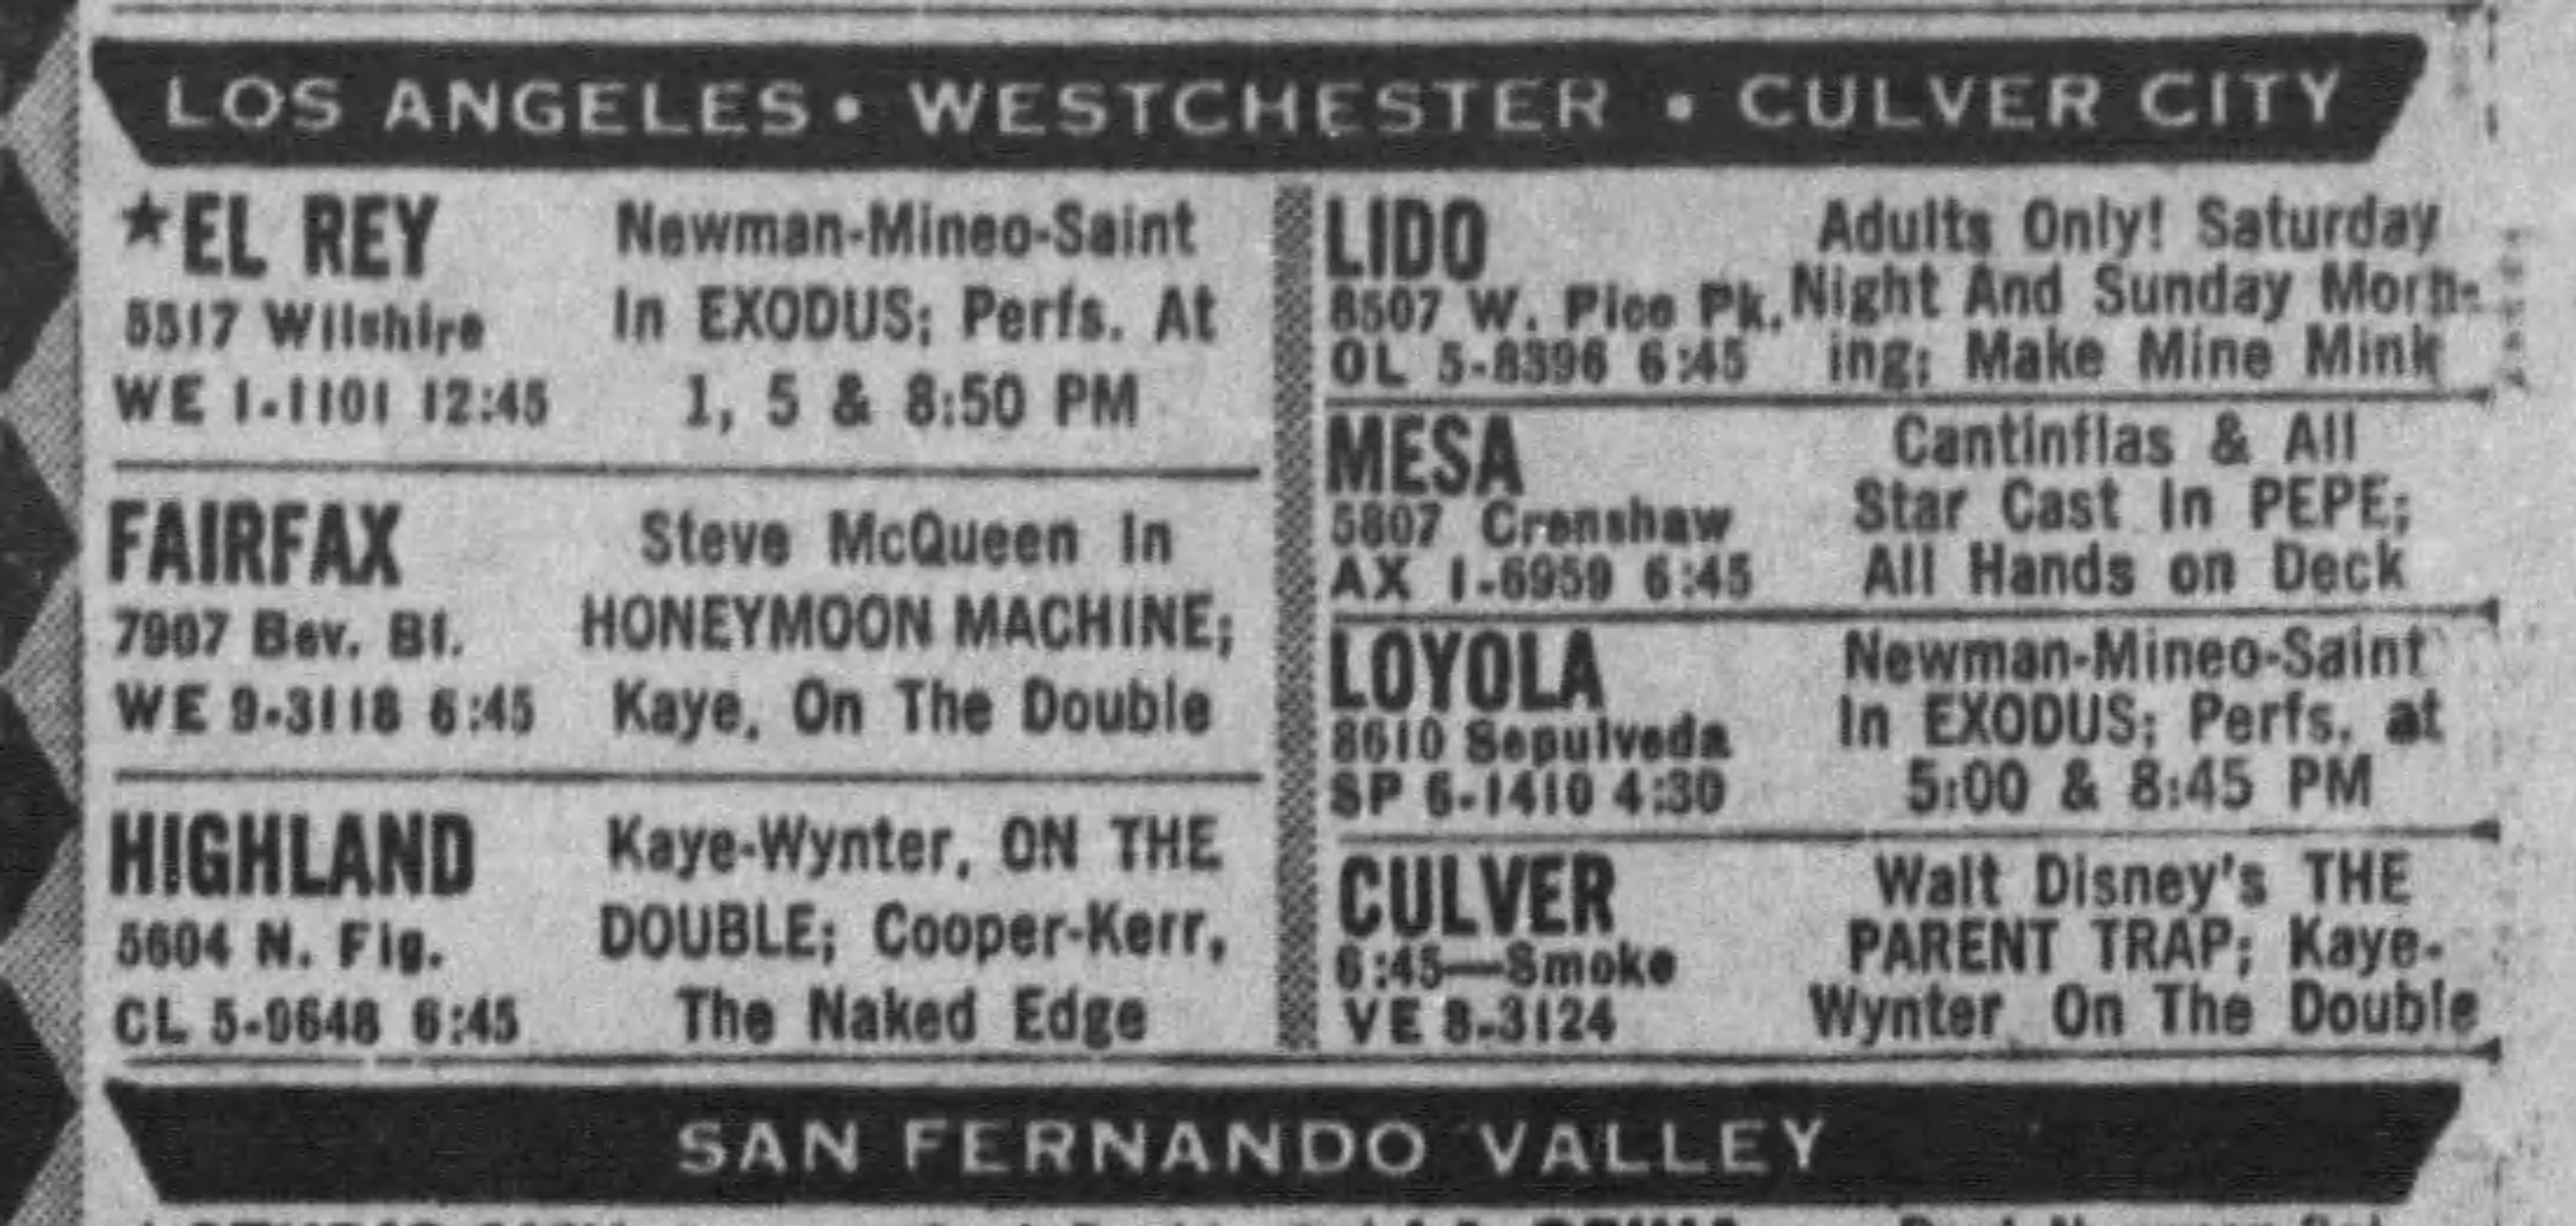 LOS ANGELES • WESTCHESTER • CULVER CITY
★EL REY
5517 Wilshire
WE 1-1101 12:45
Newman-Mineo-Saint
In EXODUS; Perfs. At
1, 5 & 8:50 PM
FAIRFAX
7907 Bev. Bl.
WE 9-3118 6:45
Steve McQueen In
HONEYMOON MACHINE;
Kaye, On The Double
HIGHLAND
5604 N. Fig.
CL 5-9648 6:45
Kaye-Wynter, ON THE
DOUBLE; Cooper-Kerr,
The Naked Edge
LIDO
8507 W. Pico Pk.
OL 5-8396 6:45
Adults Only! Saturday
Night And Sunday Morn-
ing; Make Mine Mink
MESA
5807 Crenshaw
AX 1-6959 6:45
Cantinflas & All
Star Cast In PEPE;
All Hands on Deck
LOYOLA
8610 Sepulveda
SP 6-1410 4:30
Newman-Mineo-Saint
In EXODUS; Perfs. at
5:00 & 8:45 PM
CULVER
6:45—Smoke
VE 8-3124
Walt Disney's THE
PARENT TRAP; Kaye-
Wynter, On The Double
SAN FERNANDO VALLEY